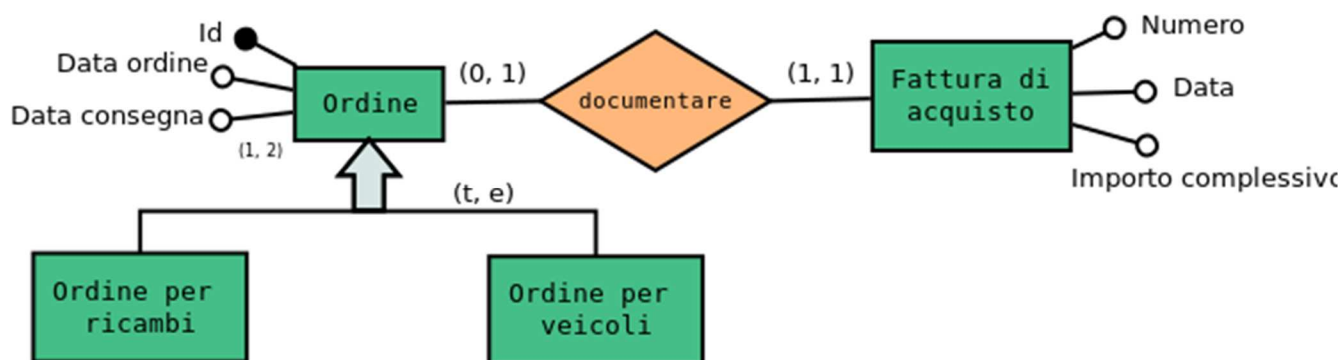 Id
Data ordine
Data consegna
(1, 2)
Ordine
(0, 1)
documentare
(1, 1)
Fattura di
acquisto
Numero
Data
Importo complessivo
(t, e)
Ordine per
ricambi
Ordine per
veicoli